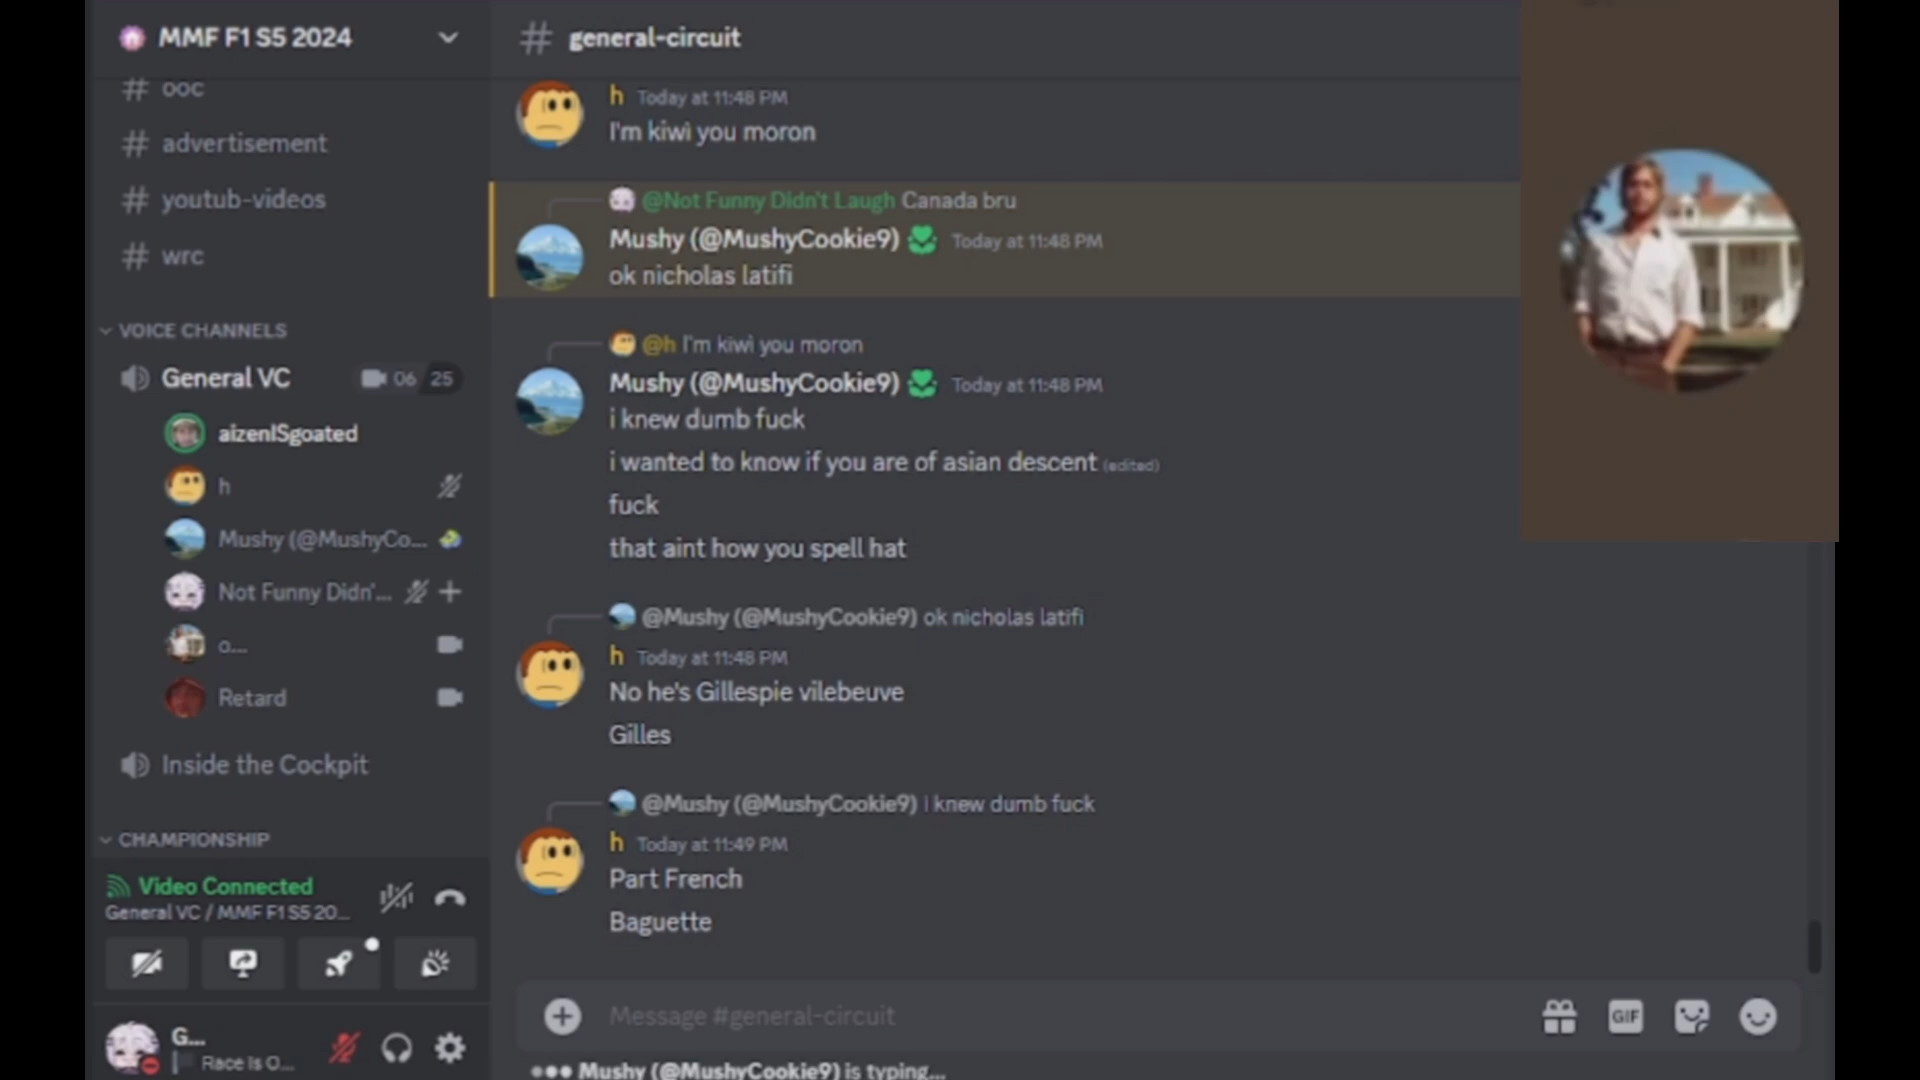 MMF F1 S5 2024
# general-circuit
# ooc
# advertisement
# youtub-videos
# wrc
VOICE CHANNELS
General VC 06 25
aizenISgoated
h
Mushy (@MushyCo...
Not Funny Didn'...
o...
Retard
Inside the Cockpit
CHAMPIONSHIP
Video Connected
General VC / MMF F1 S5 20...
G...
Race Is O...
h Today at 11:48 PM
I'm kiwi you moron
@Not Funny Didn't Laugh Canada bru
Mushy (@MushyCookie9) Today at 11:48 PM
ok nicholas latifi
@h I'm kiwi you moron
Mushy (@MushyCookie9) Today at 11:48 PM
i knew dumb fuck
i wanted to know if you are of asian descent (edited)
fuck
that aint how you spell hat
@Mushy (@MushyCookie9) ok nicholas latifi
h Today at 11:48 PM
No he's Gillespie vilebeuve
Gilles
@Mushy (@MushyCookie9) i knew dumb fuck
h Today at 11:49 PM
Part French
Baguette
Message #general-circuit
GIF
Mushy (@MushyCookie9) is typing...